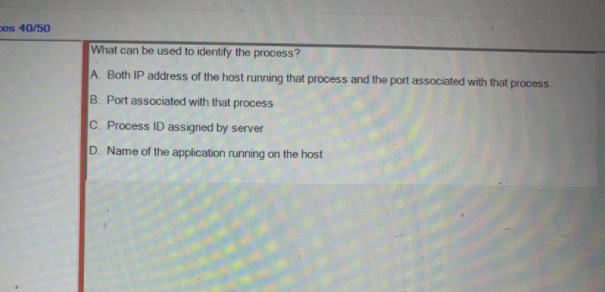 40/50
What can be used to identify the process?
A. Both IP address of the host running that process and the port associated with that process.
B. Port associated with that process
C. Process ID assigned by server
D. Name of the application running on the host